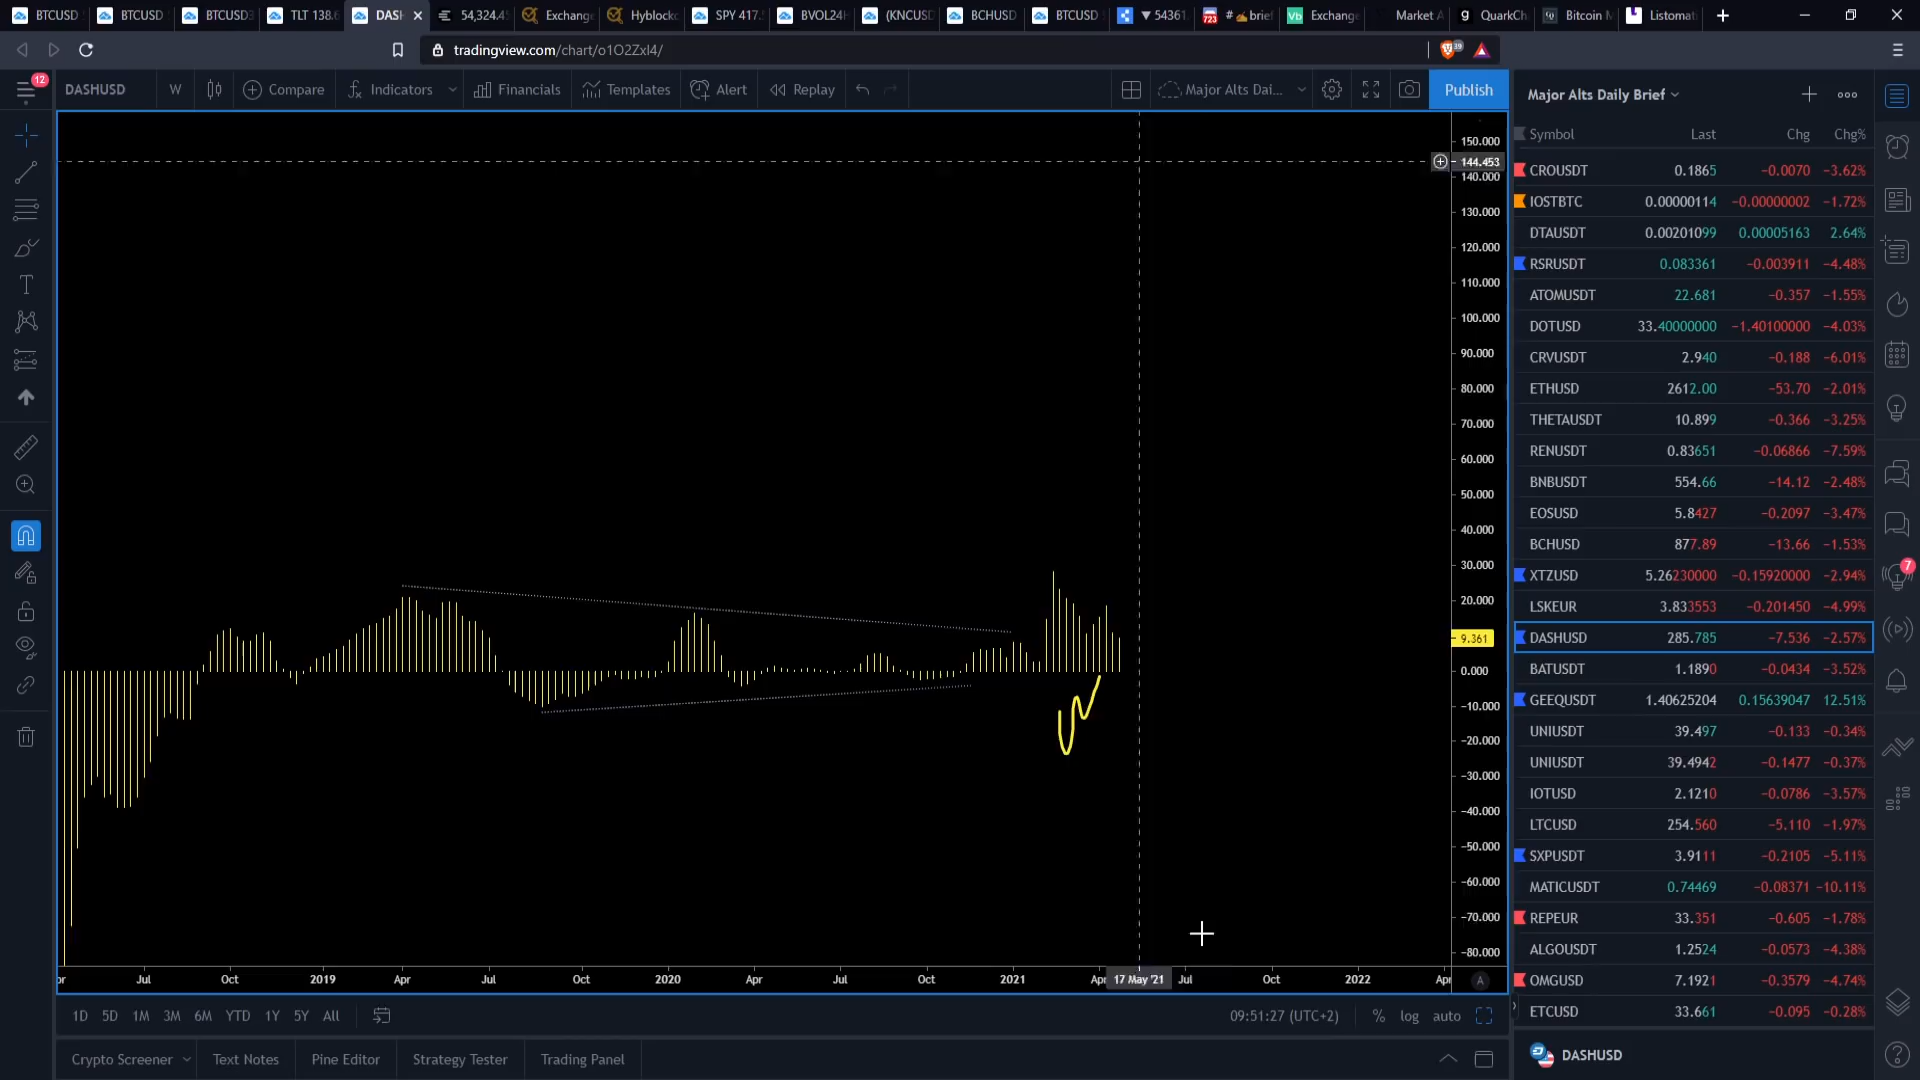 BTCUSD BTCUSD BTCUSD3 TLT 138.6 DASH 54,324.4 Exchange Hyblock SPY 417. BVOL24H (KNCUSD BCHUSD BTCUSD ▼ 54361. 723 # brief Vb Exchange Market A QuarkCh Bitcoin M Listomat
tradingview.com/chart/o1O2Zxl4/ 39
12 DASHUSD W Compare Indicators Financials Templates Alert Replay Major Alts Dai... Publish
Major Alts Daily Brief
Symbol Last Chg Chg%
CROUSDT 0.1865 −0.0070 −3.62%
IOSTBTC 0.00000114 −0.00000002 −1.72%
DTAUSDT 0.00201099 0.00005163 2.64%
RSRUSDT 0.083361 −0.003911 −4.48%
ATOMUSDT 22.681 −0.357 −1.55%
DOTUSD 33.40000000 −1.40100000 −4.03%
CRVUSDT 2.940 −0.188 −6.01%
ETHUSD 2612.00 −53.70 −2.01%
THETAUSDT 10.899 −0.366 −3.25%
RENUSDT 0.83651 −0.06866 −7.59%
BNBUSDT 554.66 −14.12 −2.48%
EOSUSD 5.8427 −0.2097 −3.47%
BCHUSD 877.89 −13.66 −1.53%
XTZUSD 5.26230000 −0.15920000 −2.94%
LSKEUR 3.833553 −0.201450 −4.99%
DASHUSD 285.785 −7.536 −2.57%
BATUSDT 1.1890 −0.0434 −3.52%
GEEQUSDT 1.40625204 0.15639047 12.51%
UNIUSDT 39.497 −0.133 −0.34%
UNIUSDT 39.4942 −0.1477 −0.37%
IOTUSD 2.1210 −0.0786 −3.57%
LTCUSD 254.560 −5.110 −1.97%
SXPUSDT 3.9111 −0.2105 −5.11%
MATICUSDT 0.74469 −0.08371 −10.11%
REPEUR 33.351 −0.605 −1.78%
ALGOUSDT 1.2524 −0.0573 −4.38%
OMGUSD 7.1921 −0.3579 −4.74%
ETCUSD 33.661 −0.095 −0.28%
DASHUSD
7
150.000
144.453
140.000
130.000
120.000
110.000
100.000
90.000
80.000
70.000
60.000
50.000
40.000
30.000
20.000
9.361
0.000
−10.000
−20.000
−30.000
−40.000
−50.000
−60.000
−70.000
−80.000
Jul Oct 2019 Apr Jul Oct 2020 Apr Jul Oct 2021 Apr 17 May '21 Jul Oct 2022 Apr A
1D 5D 1M 3M 6M YTD 1Y 5Y All 09:51:27 (UTC+2) % log auto
Crypto Screener Text Notes Pine Editor Strategy Tester Trading Panel